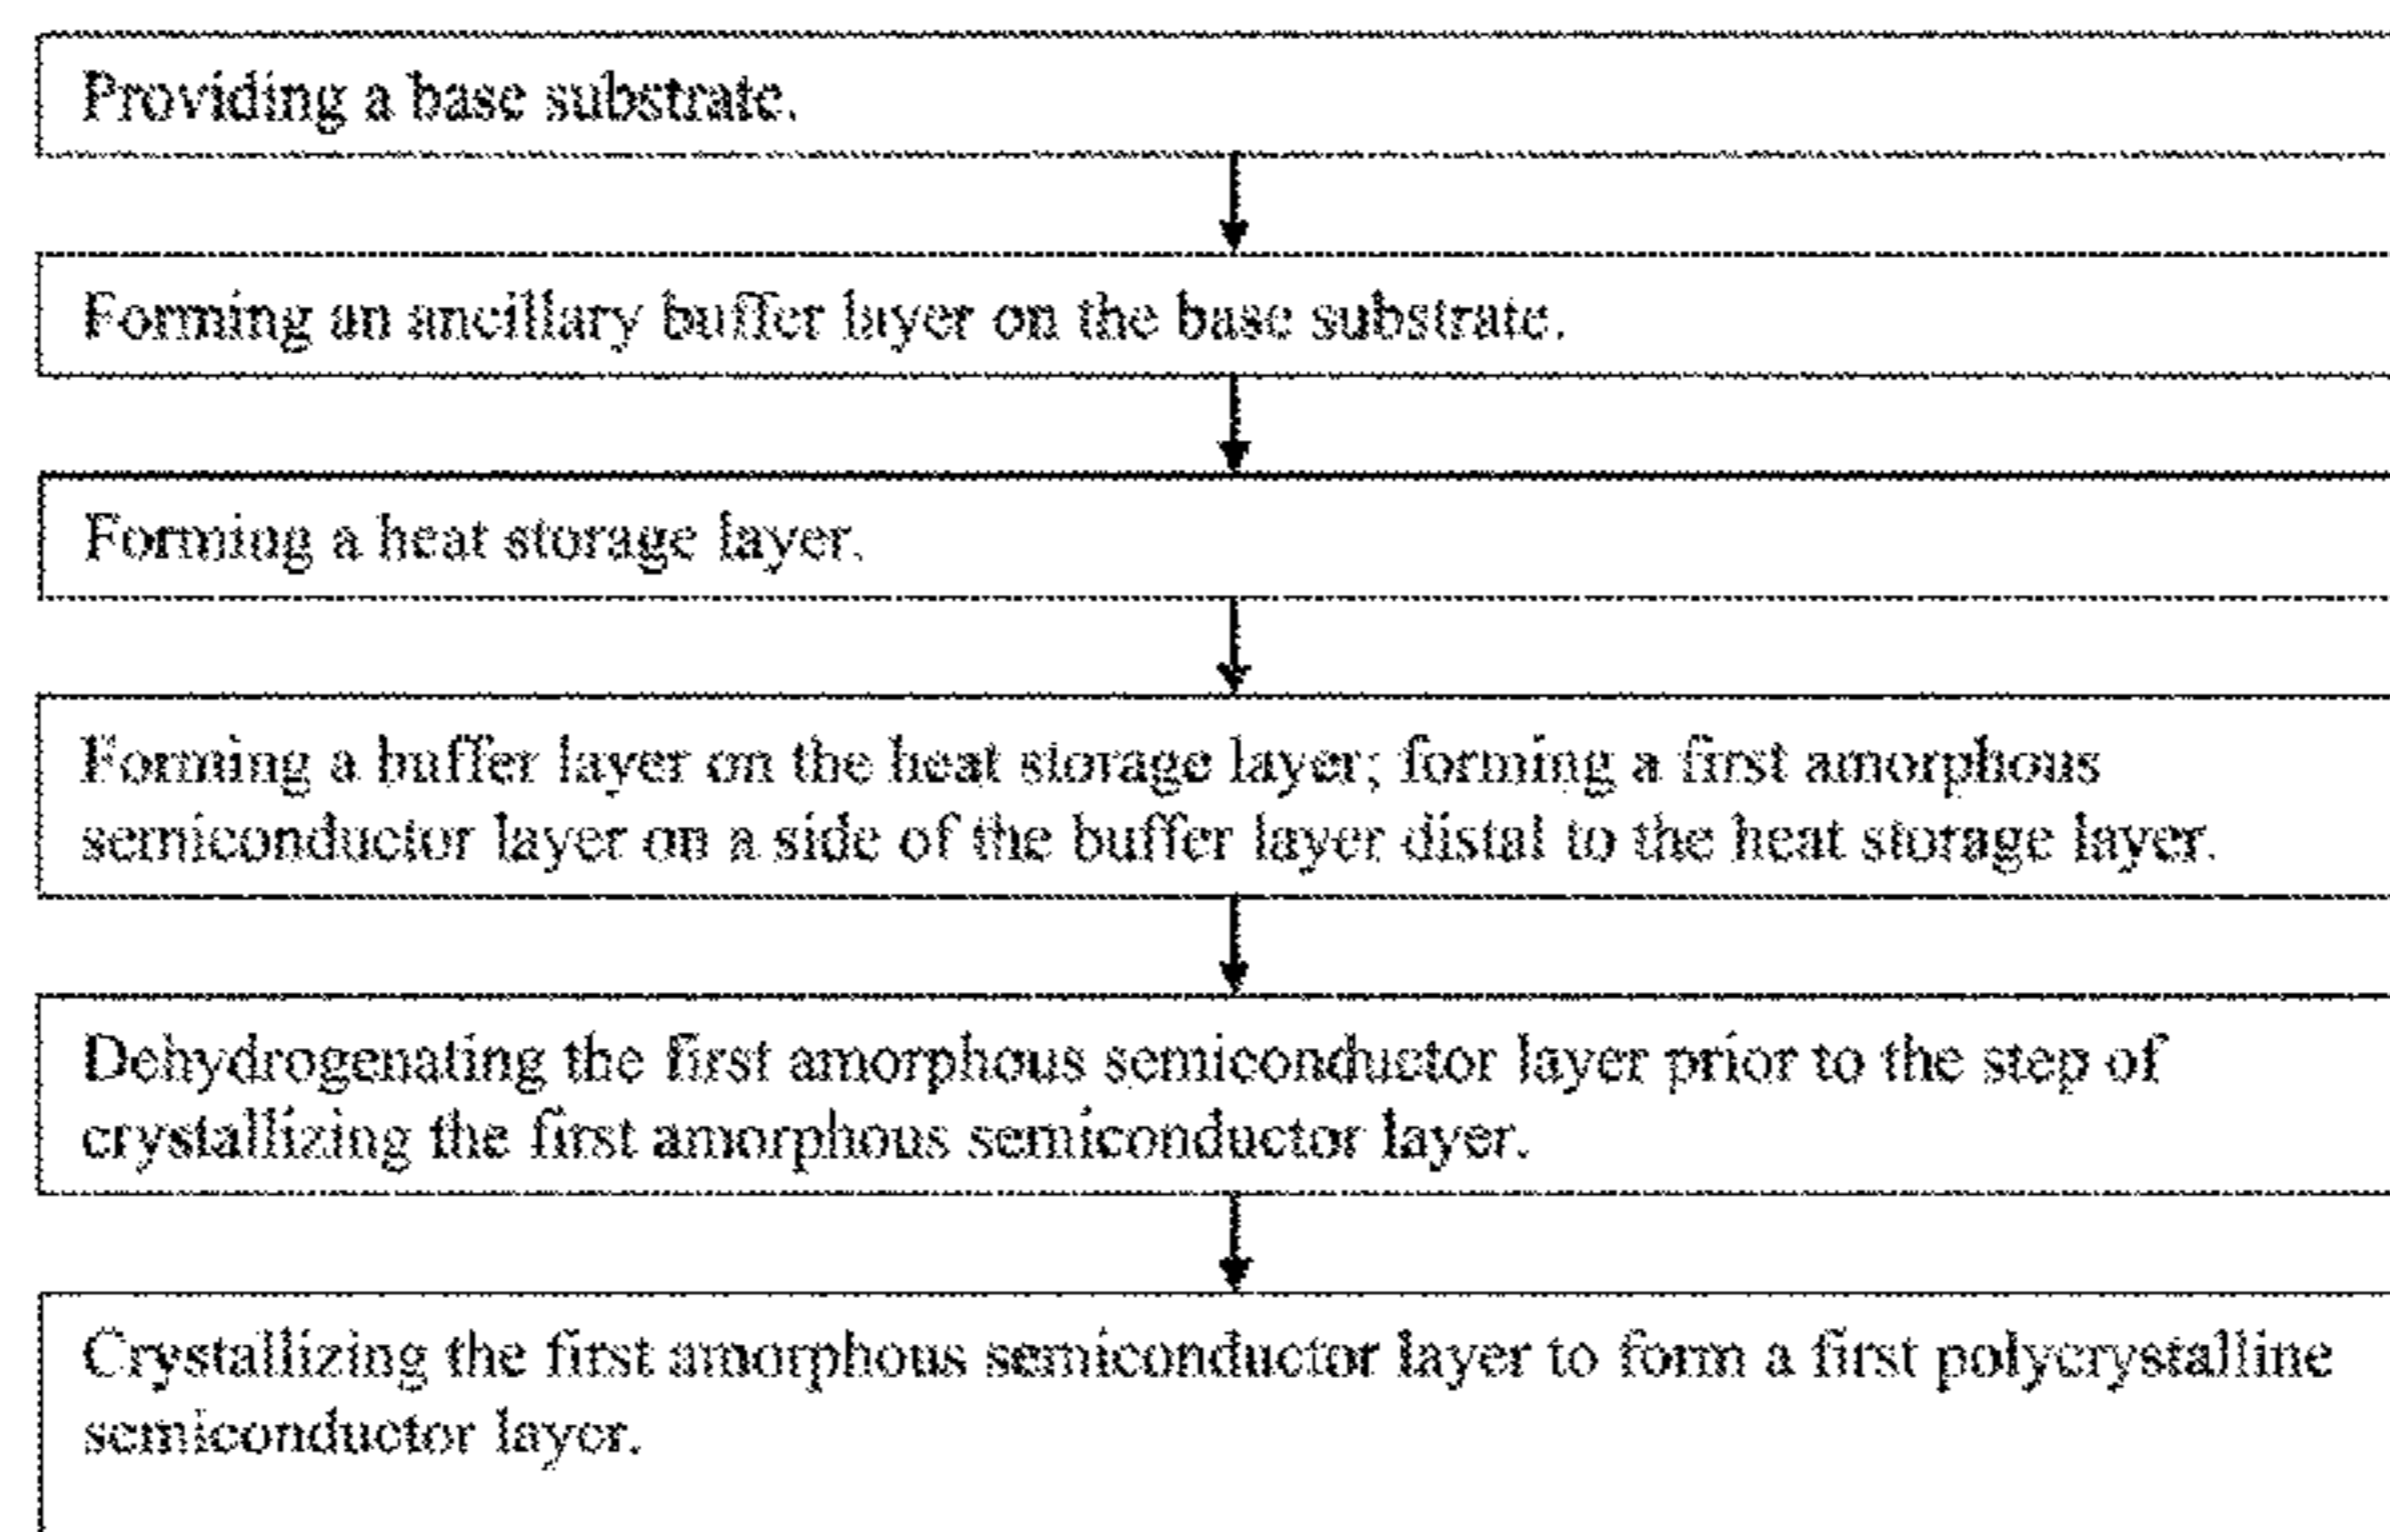 Providing a base substrate.
Forming an ancillary buffer layer on the base substrate.
Forming a heat storage layer.
Forming a buffer layer on the heat storage layer; forming a first amorphous
semiconductor layer on a side of the buffer layer distal to the heat storage layer.
Dehydrogenating the first amorphous semiconductor layer prior to the step of
crystallizing the first amorphous semiconductor layer.
Crystallizing the first amorphous semiconductor layer to form a first polycrystalline
semiconductor layer.